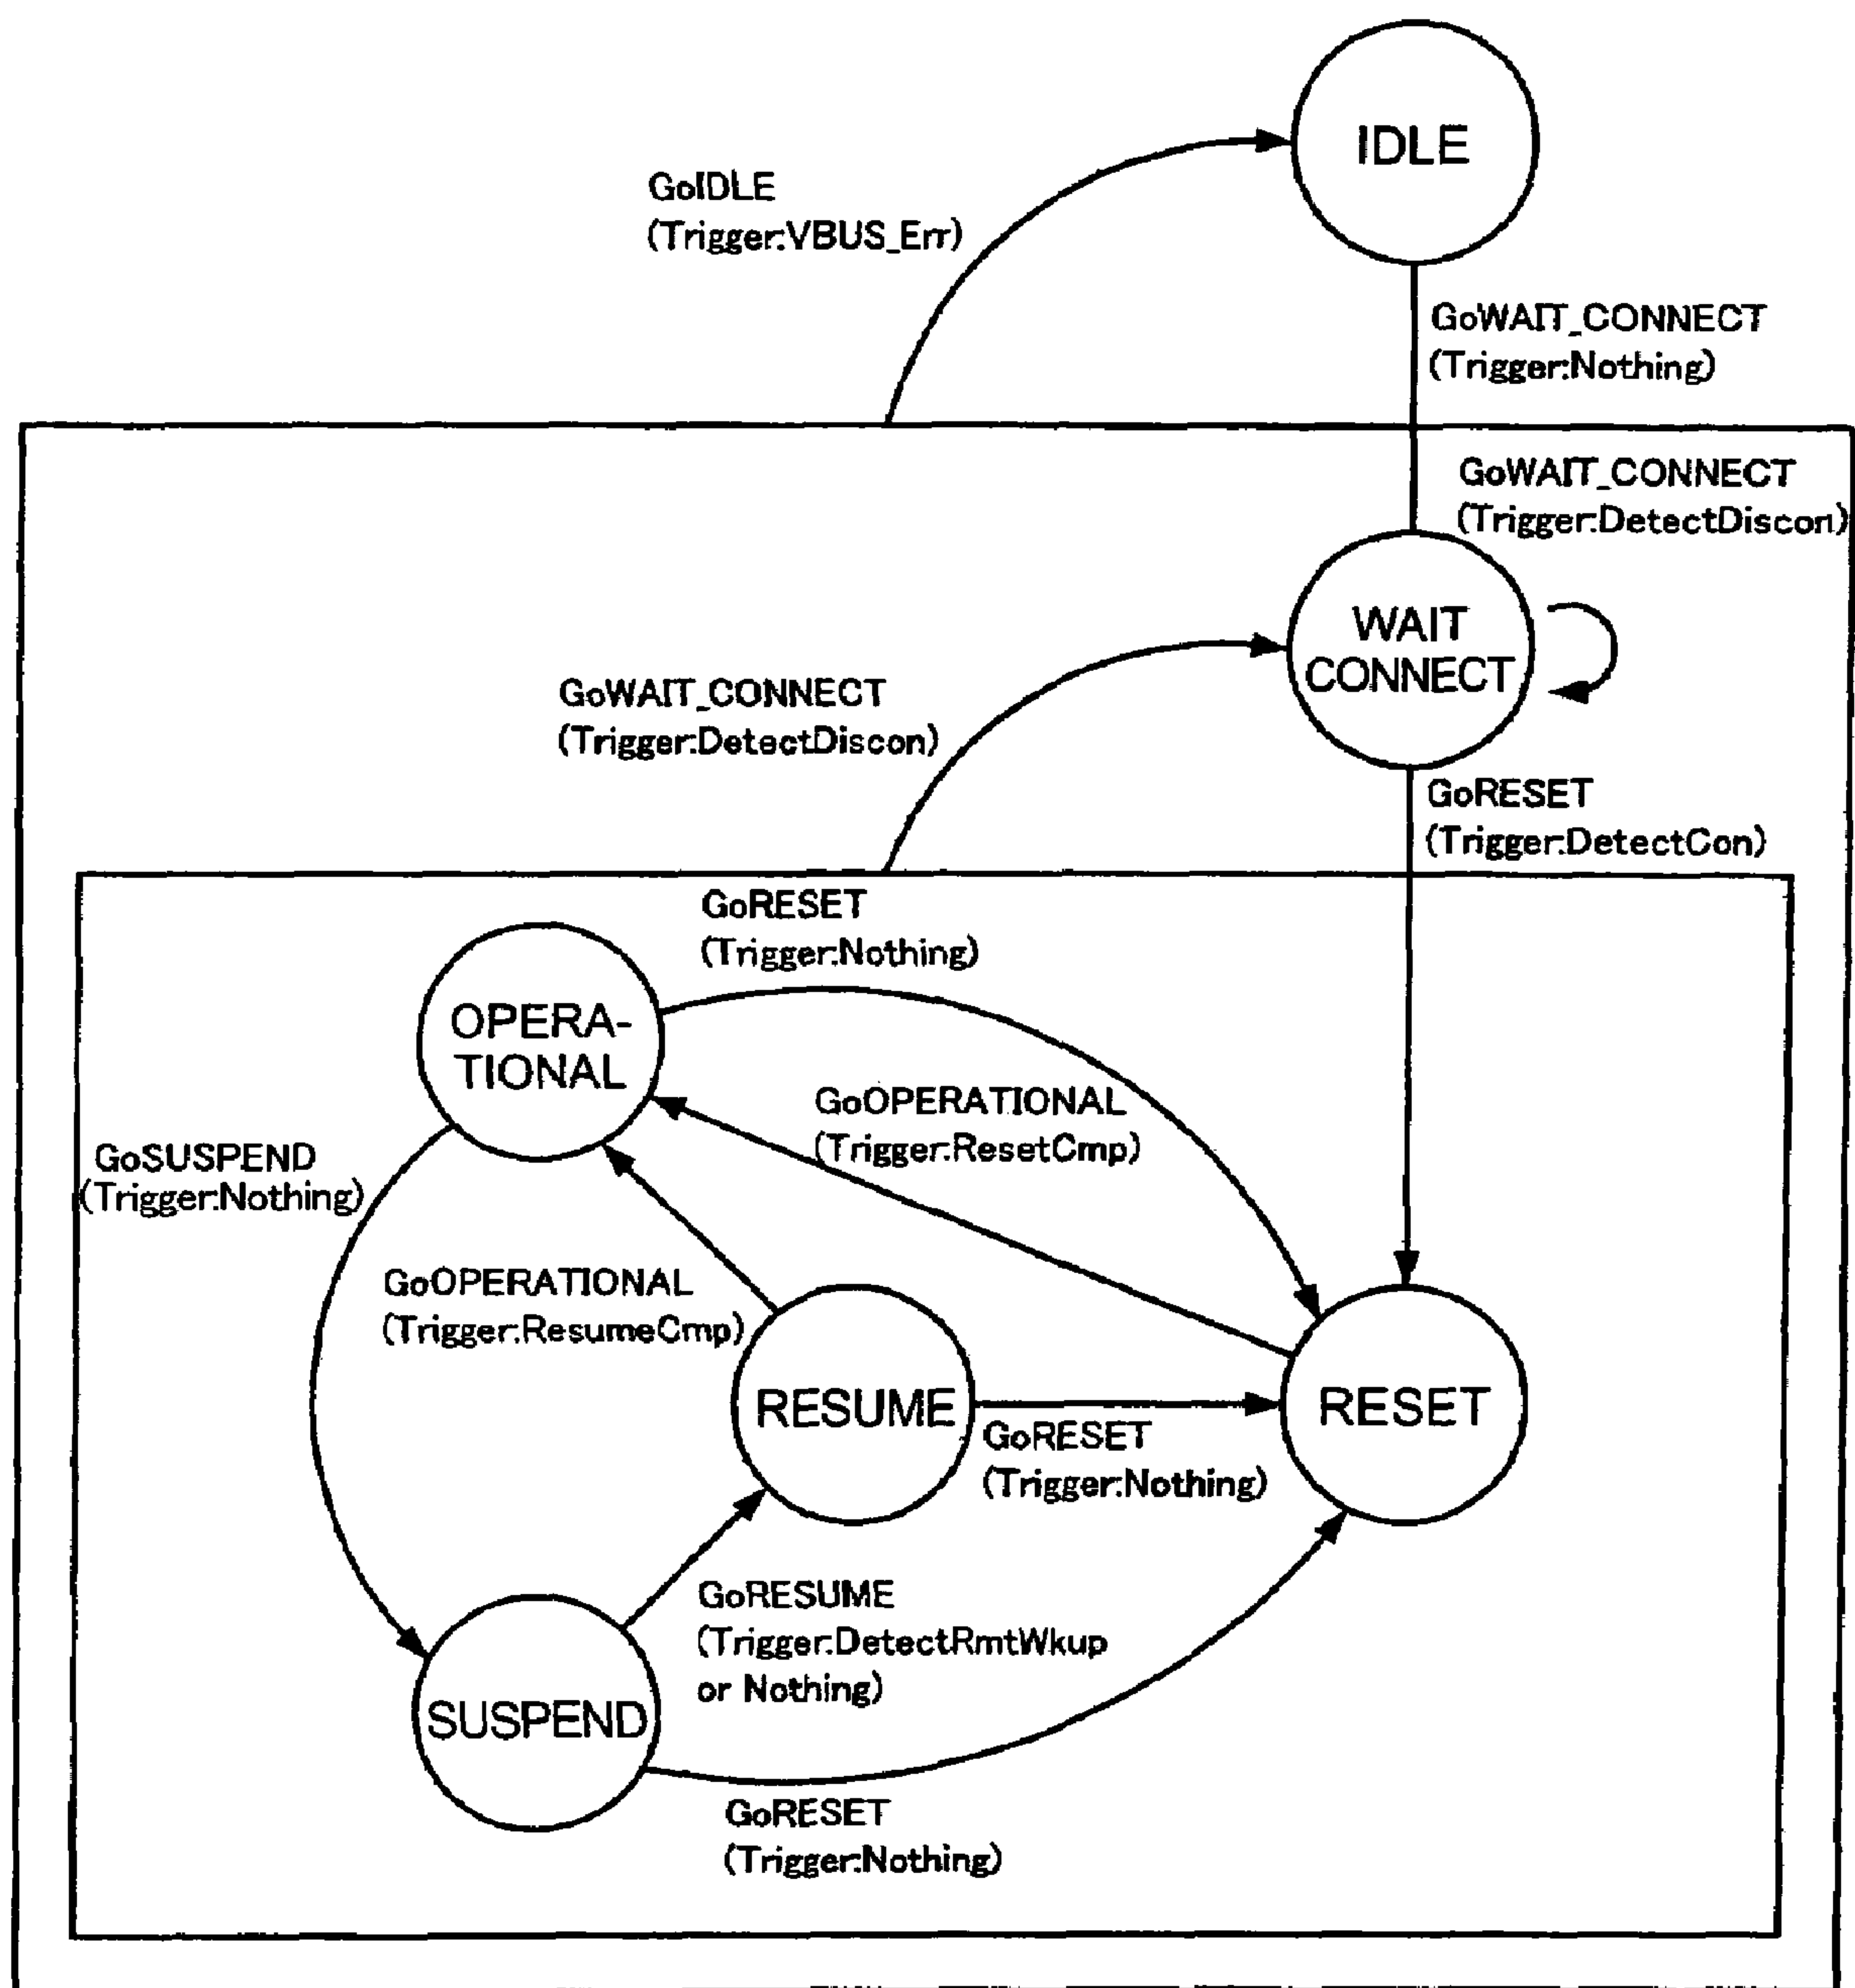 IDLE
GoIDLE
(Trigger:VBUS_Err)
GoWAIT_CONNECT
(Trigger:Nothing)
GoWAIT_CONNECT
(Trigger:DetectDiscon)
WAIT
CONNECT
GoWAIT_CONNECT
(Trigger:DetectDiscon)
GoRESET
(Trigger:DetectCon)
GoRESET
(Trigger:Nothing)
OPERA-
TIONAL
GoOPERATIONAL
(Trigger:ResetCmp)
GoSUSPEND
(Trigger:Nothing)
GoOPERATIONAL
(Trigger:ResumeCmp)
RESUME
RESET
GoRESET
(Trigger:Nothing)
GoRESUME
(Trigger:DetectRmtWkup
or Nothing)
SUSPEND
GoRESET
(Trigger:Nothing)